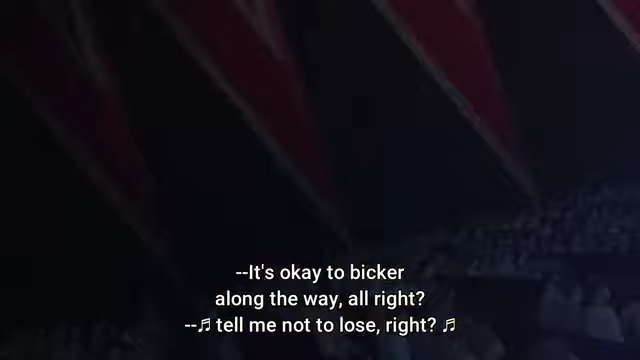 --It's okay to bicker
along the way, all right?
--♬ tell me not to lose, right? ♬